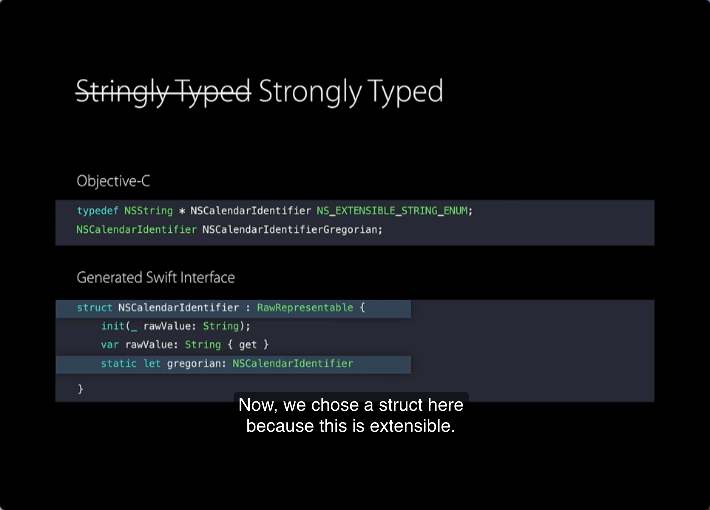 Stringly Typed Strongly Typed
Objective-C
typedef NSString * NSCalendarIdentifier NS_EXTENSIBLE_STRING_ENUM;
NSCalendarIdentifier NSCalendarIdentifierGregorian;
Generated Swift Interface
struct NSCalendarIdentifier : RawRepresentable {
init(_ rawValue: String);
var rawValue: String { get }
static let gregorian: NSCalendarIdentifier
}
Now, we chose a struct here
because this is extensible.